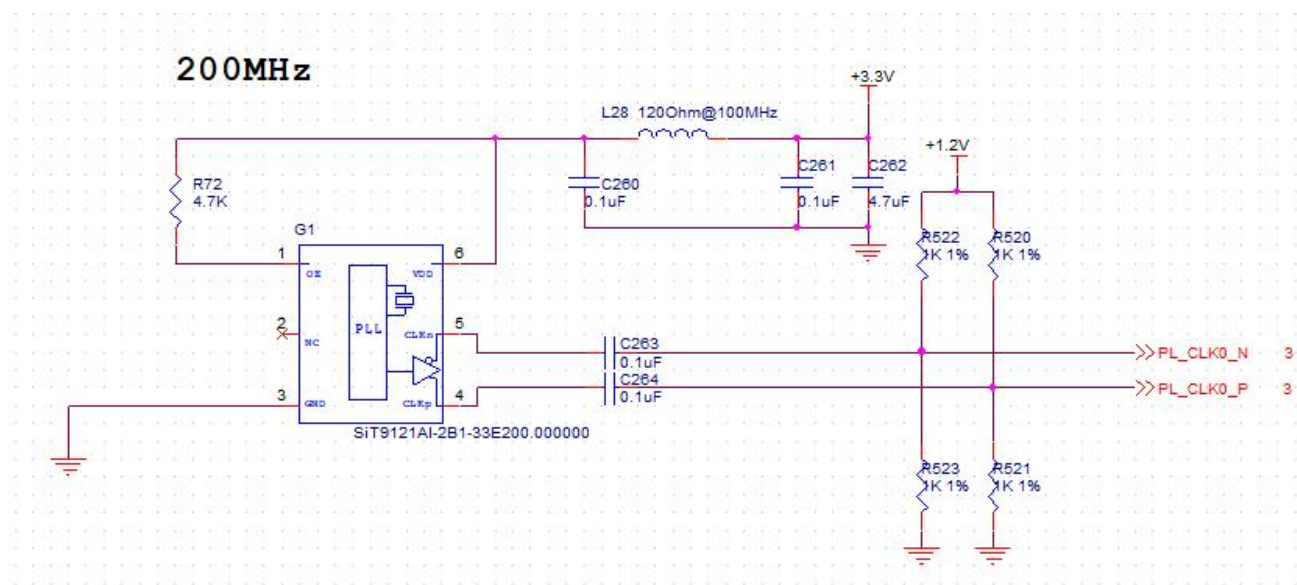 200MHz
+3.3V
L28 120Ohm@100MHz
+1.2V
R72
4.7K
C260
0.1uF
C261
0.1uF
C262
4.7uF
G1
R522
1K 1%
R520
1K 1%
1
OE
6
VDD
2
NC
PLL
5
CLKn
C263
0.1uF
PL_CLK0_N 3
3
GND
4
CLKp
C264
0.1uF
PL_CLK0_P 3
SiT9121AI-2B1-33E200.000000
R523
1K 1%
R521
1K 1%